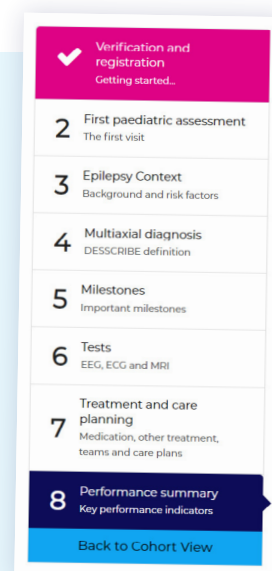 Verification and
registration
Getting started...
2 First paediatric assessment
The first visit
3 Epilepsy Context
Background and risk factors
4 Multiaxial diagnosis
DESSCRIBE definition
5 Milestones
Important milestones
6 Tests
EEG, ECG and MRI
7 Treatment and care
planning
Medication, other treatment,
teams and care plans
8 Performance summary
Key performance indicators
Back to Cohort View